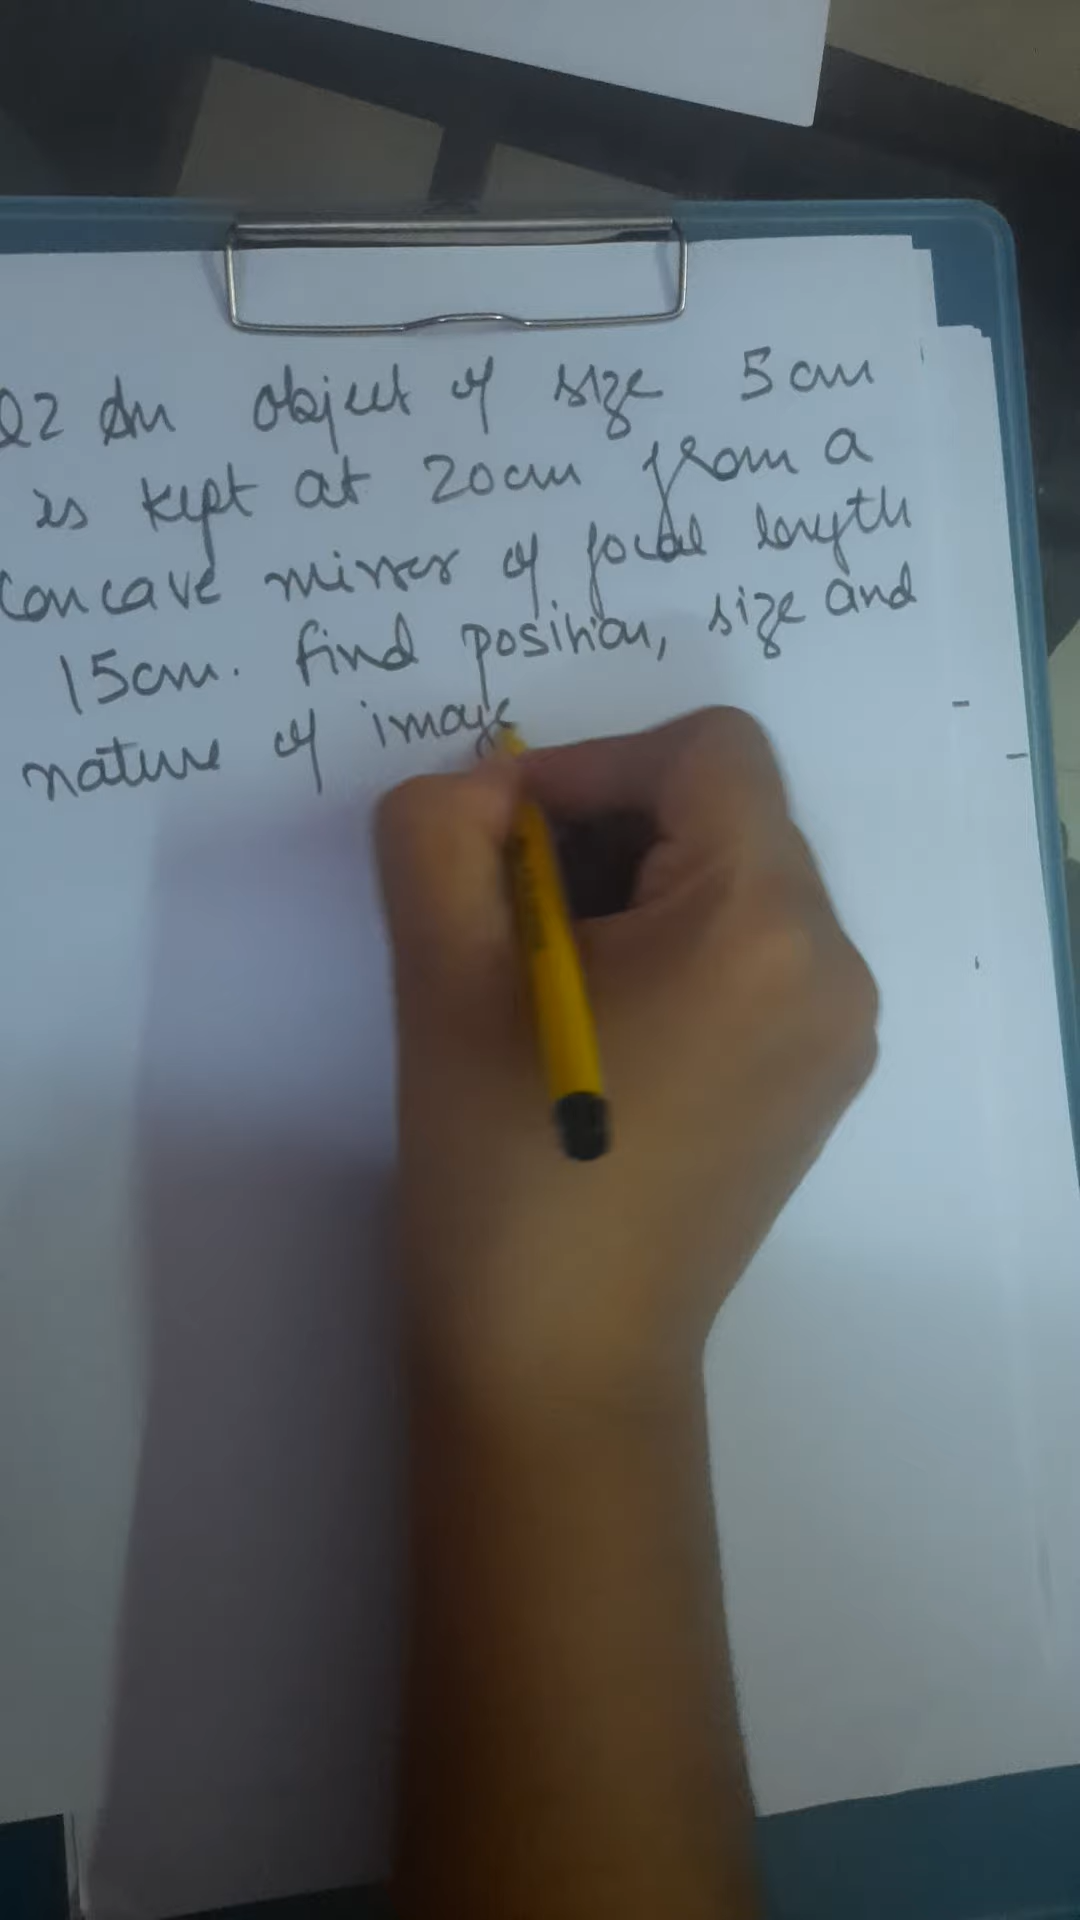 Q2 An object of size 5cm
is kept at 20cm from a
concave mirror of focal length
15cm. find position, size and
nature of image